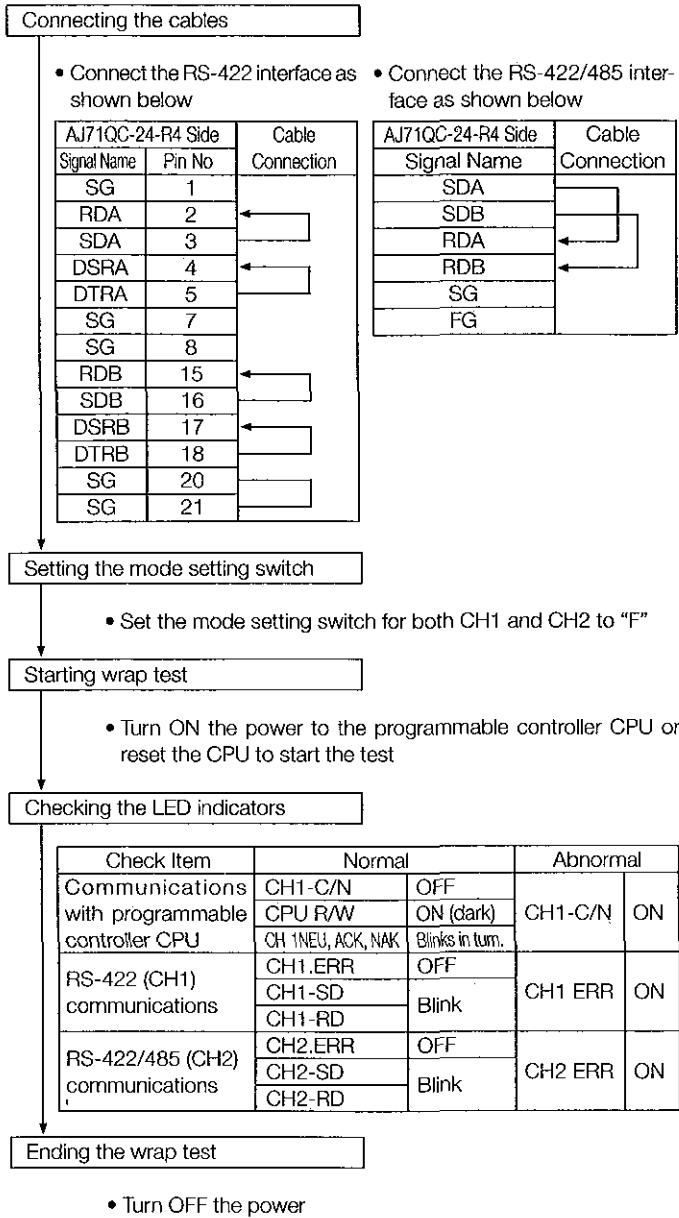 Connecting the cables
• Connect the RS-422 interface as shown below
• Connect the RS-422/485 inter-
face as shown below
AJ71QC-24-R4 Side Cable Connection
Signal Name Pin No
SG 1
RDA 2
SDA 3
DSRA 4
DTRA 5
SG 7
SG 8
RDB 15
SDB 16
DSRB 17
DTRB 18
SG 20
SG 21
AJ71QC-24-R4 Side Cable Connection
Signal Name
SDA
SDB
RDA
RDB
SG
FG
Setting the mode setting switch
• Set the mode setting switch for both CH1 and CH2 to "F"
Starting wrap test
• Turn ON the power to the programmable controller CPU or
reset the CPU to start the test
Checking the LED indicators
Check Item Normal Abnormal
Communications with programmable controller CPU
CH1-C/N OFF
CPU R/W ON (dark)
CH 1NEU, ACK, NAK Blinks in turn.
CH1-C/N ON
RS-422 (CH1) communications
CH1.ERR OFF
CH1-SD
CH1-RD
Blink
CH1 ERR ON
RS-422/485 (CH2) communications
CH2.ERR OFF
CH2-SD
CH2-RD
Blink
CH2 ERR ON
Ending the wrap test
• Turn OFF the power